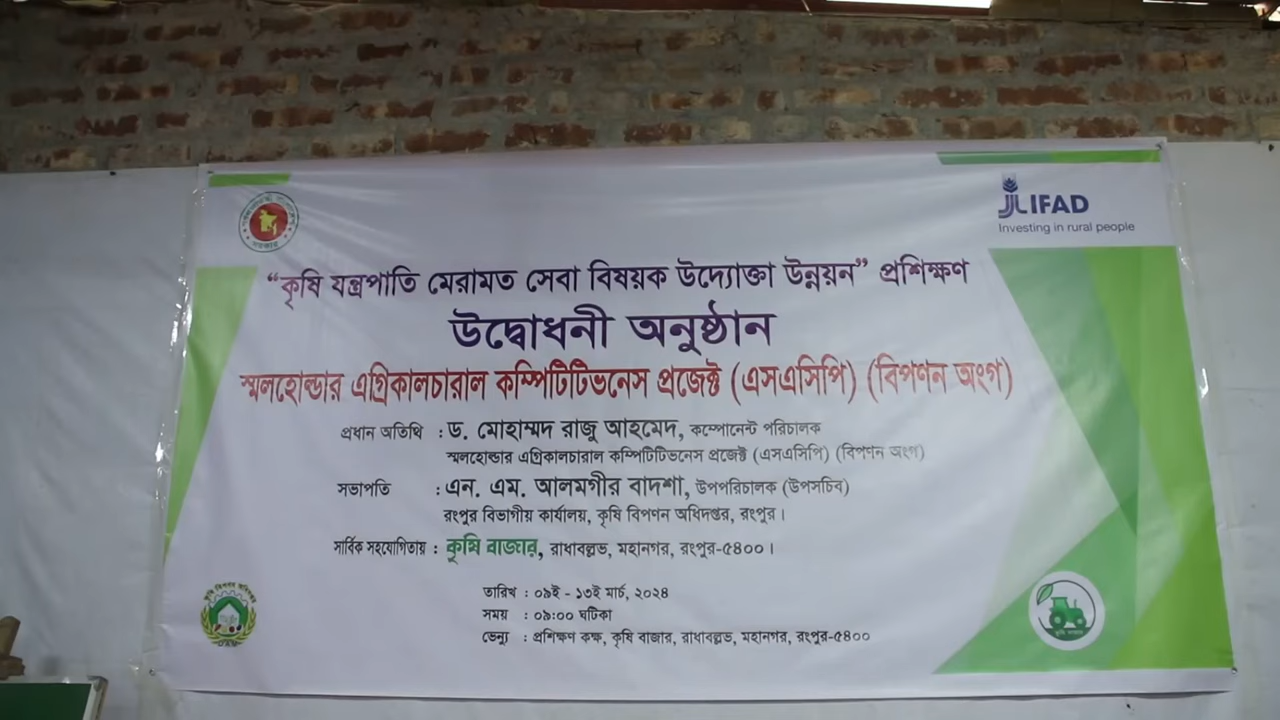 IFAD
Investing in rural people
“কৃষি যন্ত্রপাতি মেরামত সেবা বিষয়ক উদ্যোক্তা উন্নয়ন” প্রশিক্ষণ
উদ্বোধনী অনুষ্ঠান
স্মলহোল্ডার এগ্রিকালচারাল কম্পিটিটিভনেস প্রজেক্ট (এসএসিপি) (বিপণন অংগ)
প্রধান অতিথি : ড. মোহাম্মদ রাজু আহমেদ, কম্পোনেন্ট পরিচালক
স্মলহোল্ডার এগ্রিকালচারাল কম্পিটিটিভনেস প্রজেক্ট (এসএসিপি) (বিপণন অংগ)
সভাপতি : এন. এম. আলমগীর বাদশা, উপপরিচালক (উপসচিব)
রংপুর বিভাগীয় কার্যালয়, কৃষি বিপণন অধিদপ্তর, রংপুর।
সার্বিক সহযোগিতায় : কৃষি বাজার, রাধাবল্লভ, মহানগর, রংপুর-৫৪০০।
তারিখ : ০৯ই - ১৩ই মার্চ, ২০২৪
সময় : ০৯:০০ ঘটিকা
ভেন্যু : প্রশিক্ষণ কক্ষ, কৃষি বাজার, রাধাবল্লভ, মহানগর, রংপুর-৫৪০০
কৃষি বাজার